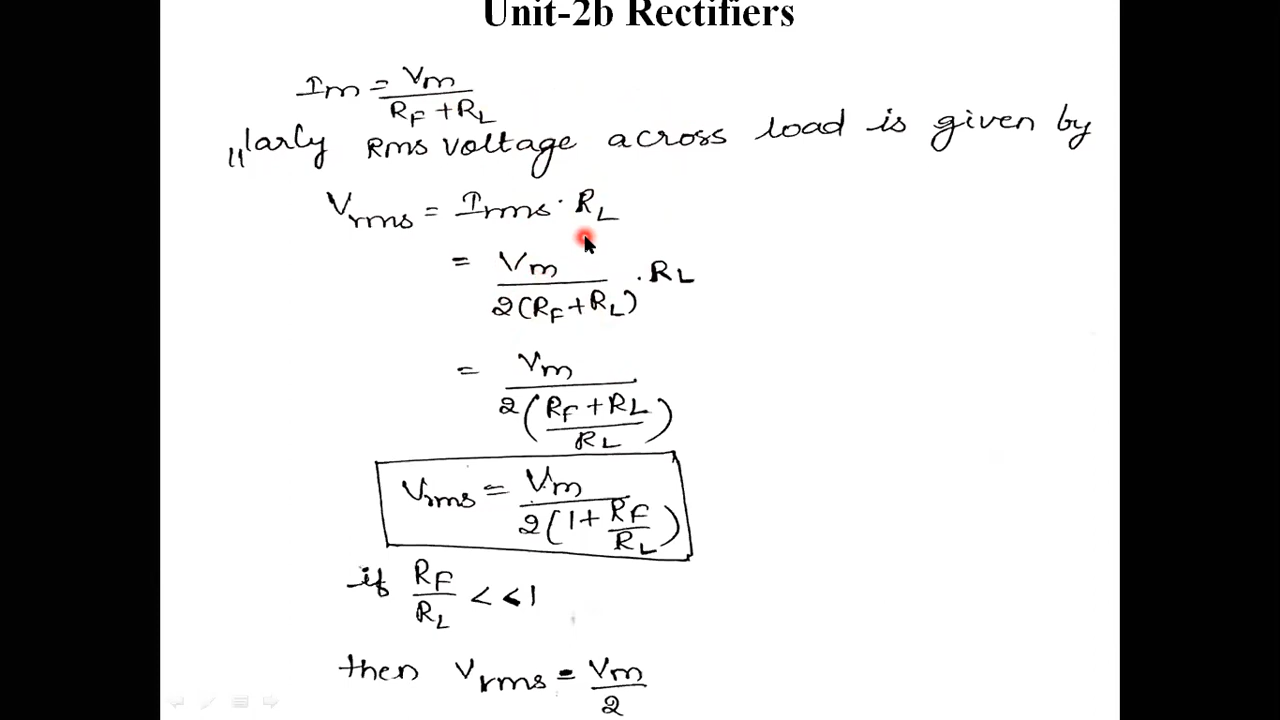 Unit-2b Rectifiers
Im = Vm / (RF + RL)
〃larly Rms voltage across load is given by
Vrms = Irms · RL
= Vm / 2(RF + RL) · RL
= Vm / 2((RF + RL) / RL)
Vrms = Vm / 2(1 + RF/RL)
if RF/RL < < 1
then Vrms = Vm/2